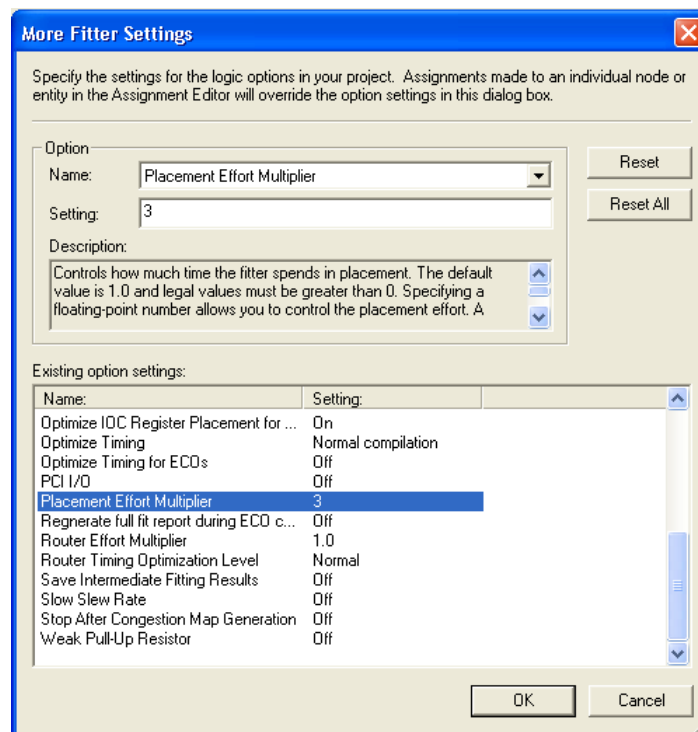 More Fitter Settings
Specify the settings for the logic options in your project. Assignments made to an individual node or
entity in the Assignment Editor will override the option settings in this dialog box.
Option
Name: Placement Effort Multiplier
Reset
Setting: 3
Reset All
Description:
Controls how much time the fitter spends in placement. The default
value is 1.0 and legal values must be greater than 0. Specifying a
floating-point number allows you to control the placement effort. A
Existing option settings:
Name: Setting:
Optimize IOC Register Placement for ... On
Optimize Timing Normal compilation
Optimize Timing for ECOs Off
PCI I/O Off
Placement Effort Multiplier 3
Regnerate full fit report during ECO c... Off
Router Effort Multiplier 1.0
Router Timing Optimization Level Normal
Save Intermediate Fitting Results Off
Slow Slew Rate Off
Stop After Congestion Map Generation Off
Weak Pull-Up Resistor Off
OK Cancel